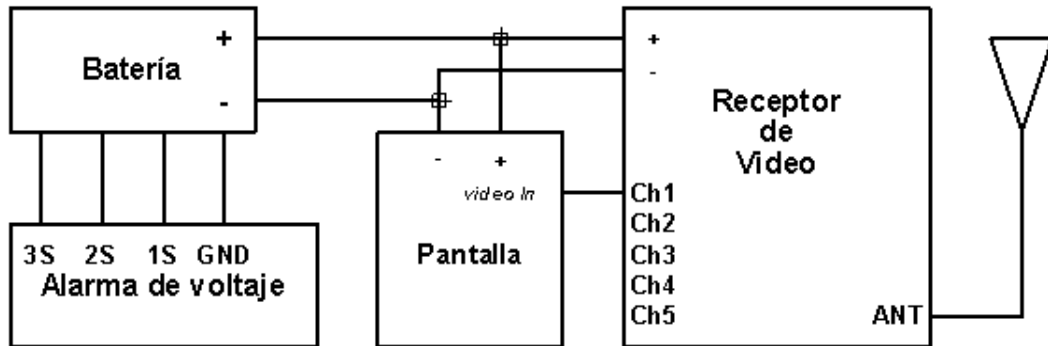 +
Batería
-
3S 2S 1S GND
Alarma de voltaje
- +
video In
Pantalla
+
-
Receptor
de
Video
Ch1
Ch2
Ch3
Ch4
Ch5
ANT